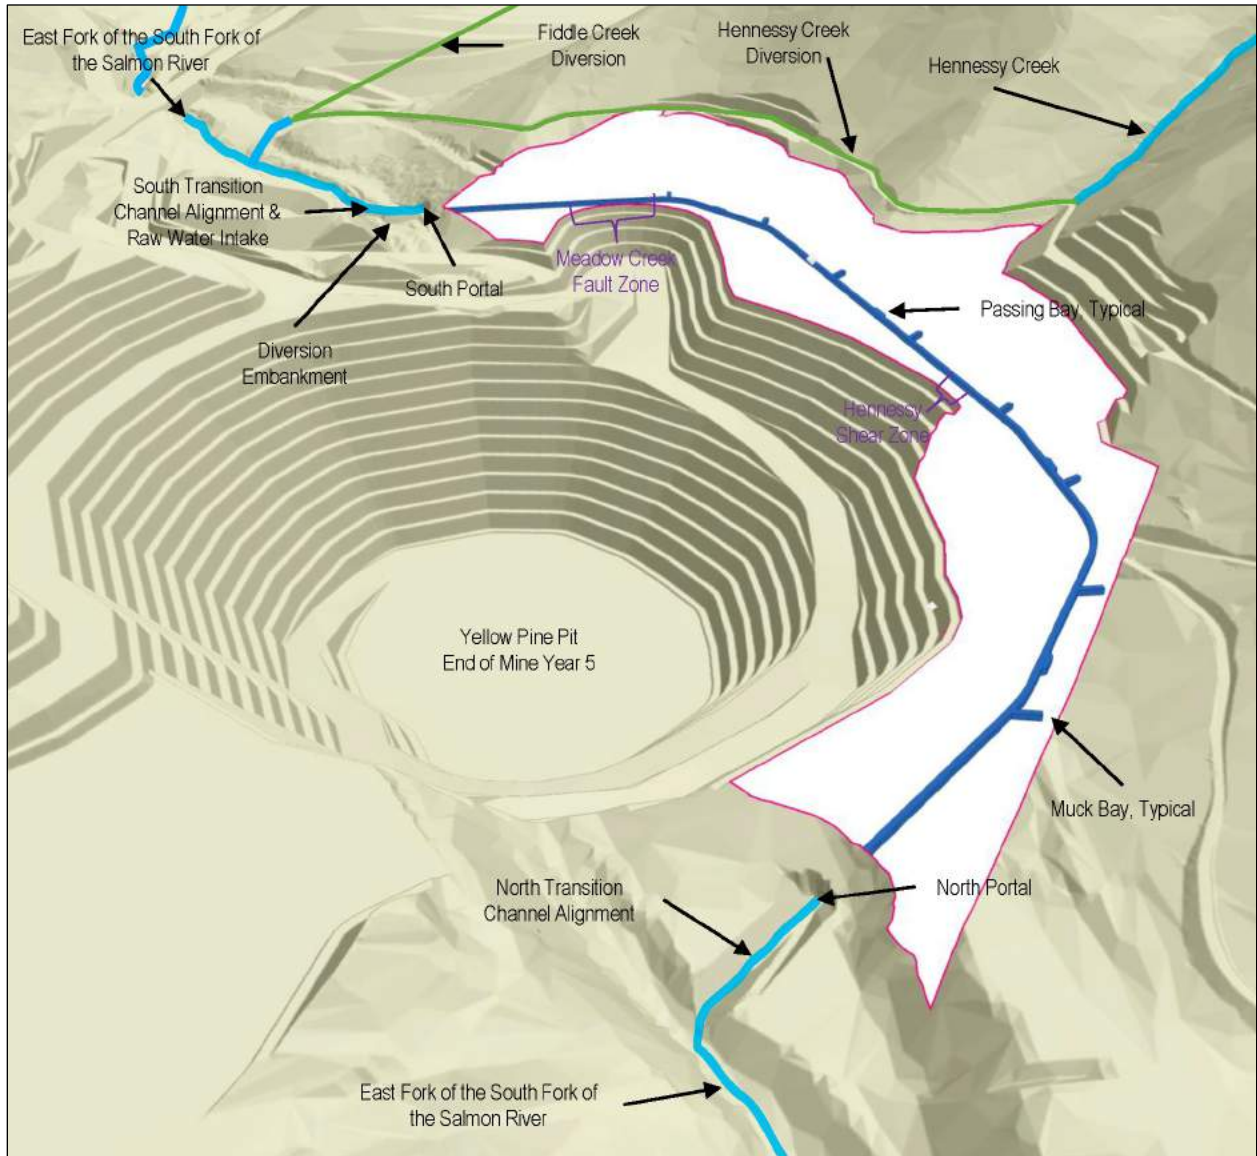 East Fork of the South Fork of
the Salmon River
Fiddle Creek
Diversion
Hennessy Creek
Diversion
Hennessy Creek
South Transition
Channel Alignment &
Raw Water Intake
South Portal
Meadow Creek
Fault Zone
Passing Bay, Typical
Diversion
Embankment
Hennessy
Shear Zone
Yellow Pine Pit
End of Mine Year 5
Muck Bay, Typical
North Transition
Channel Alignment
North Portal
East Fork of the South Fork of
the Salmon River